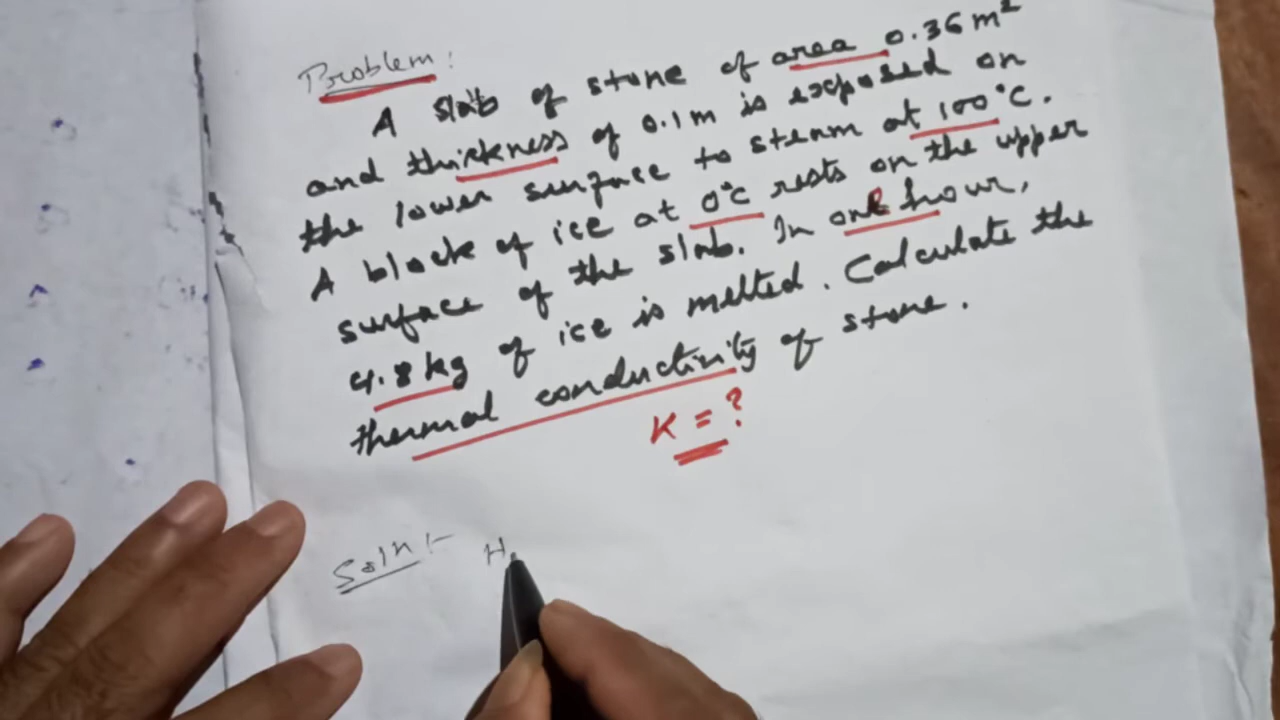 Problem:
A slab of stone of area 0.36 m²
and thickness of 0.1 m is exposed on
the lower surface to steam at 100°C.
A block of ice at 0°C rests on the upper
surface of the slab. In one hour,
4.8 kg of ice is melted. Calculate the
thermal conductivity of stone.
K = ?
Soln :- H